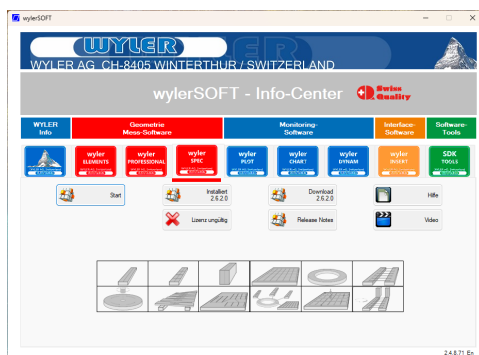 wylerSOFT
WYLER
WYLER AG CH-8405 WINTERTHUR / SWITZERLAND
wylerSOFT - Info-Center
Swiss
Quality
WYLER
Info
Geometrie
Mess-Software
Monitoring-
Software
Interface-
Software
Software-
Tools
wyler
ELEMENTS
wyler
PROFESSIONAL
wyler
SPEC
wyler
PLOT
wyler
CHART
wyler
DYNAM
wyler
INSERT
SDK
TOOLS
Start
Installiert
2.6.2.0
Download
2.6.2.0
Hilfe
Lizenz ungültig
Release Notes
Video
2.4.8.71 En